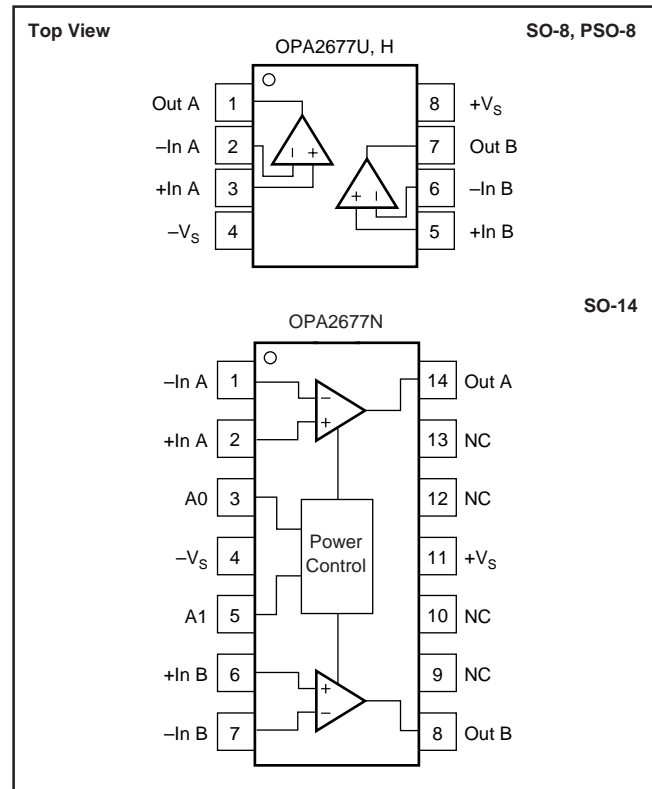 Top View SO-8, PSO-8
OPA2677U, H
Out A 1 8 +VS
–In A 2 7 Out B
+In A 3 6 –In B
–VS 4 5 +In B
– +
+ –
SO-14
OPA2677N
–In A 1 14 Out A
–
+
+In A 2 13 NC
A0 3 12 NC
Power
Control
–VS 4 11 +VS
A1 5 10 NC
+In B 6 9 NC
+
–
–In B 7 8 Out B